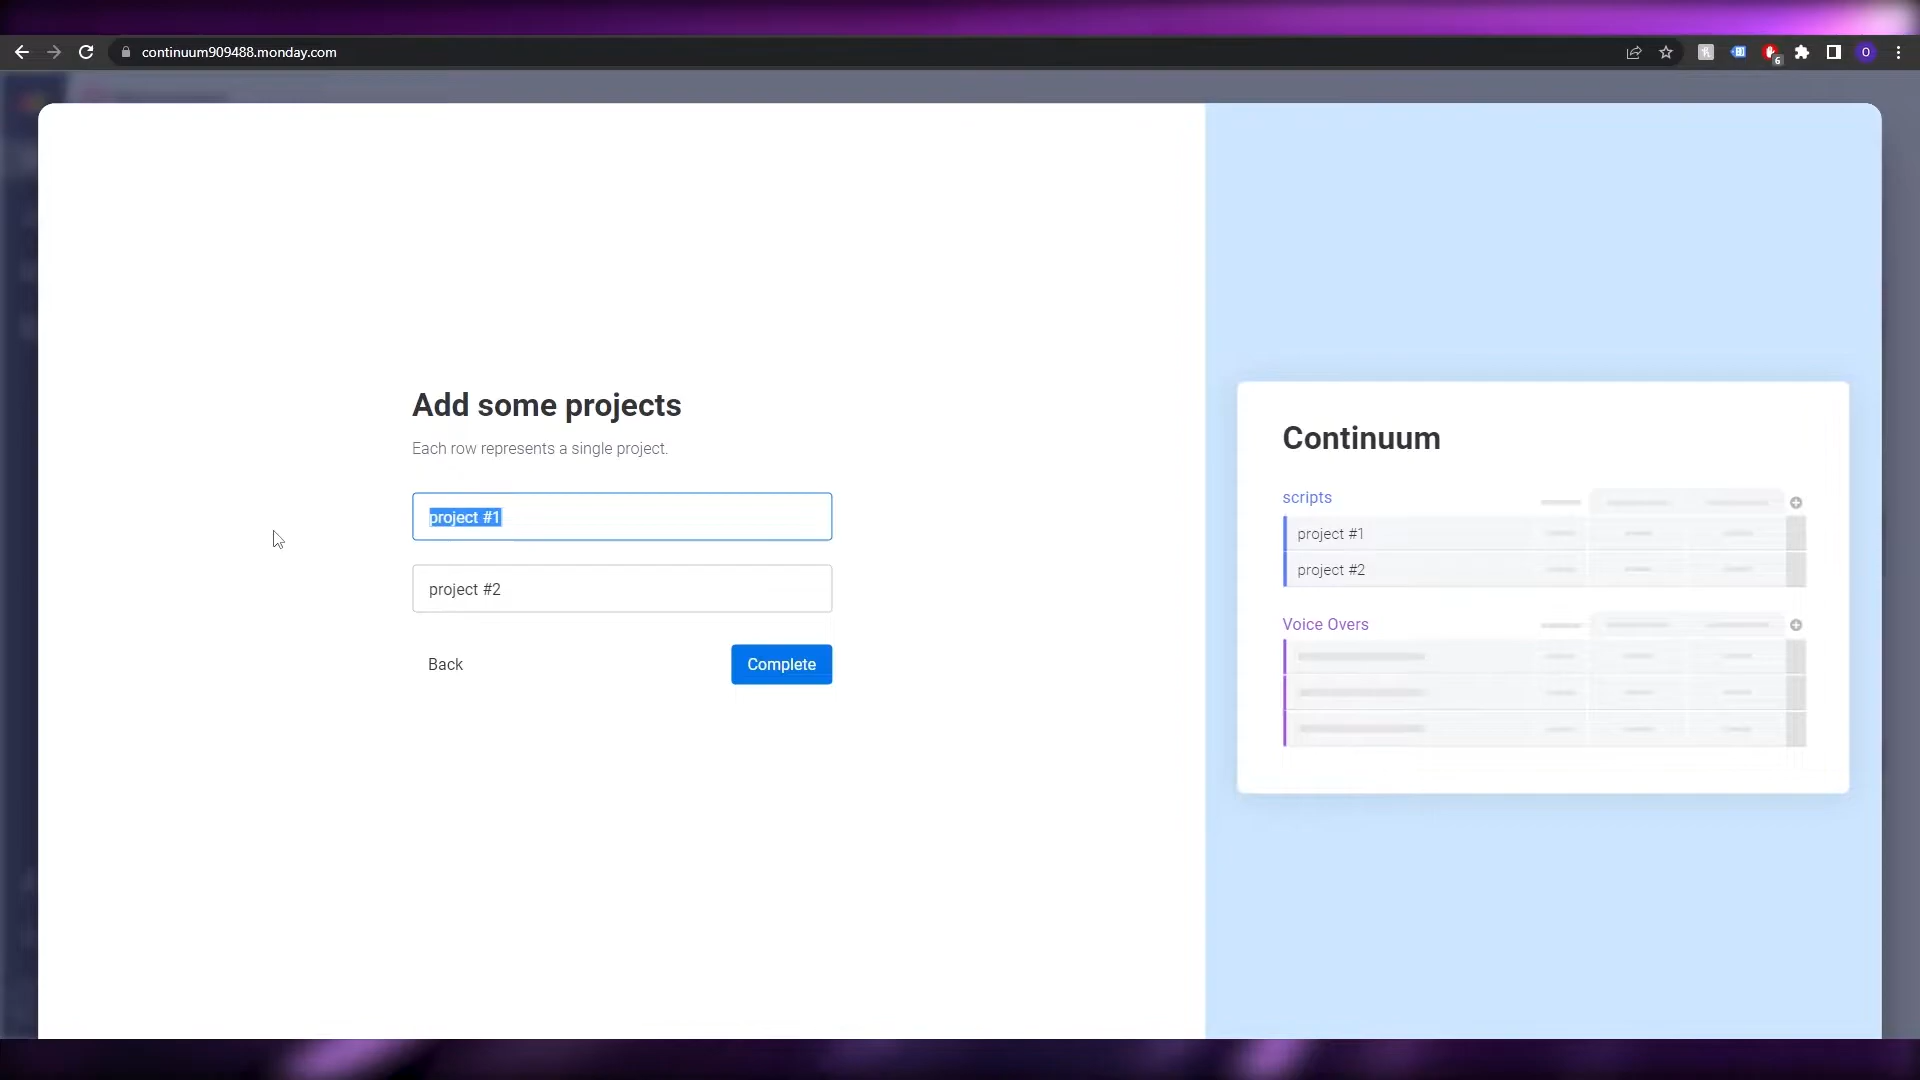 continuum909488.monday.com
6
O
Add some projects
Each row represents a single project.
project #1
project #2
Back
Complete
Continuum
scripts
project #1
project #2
Voice Overs